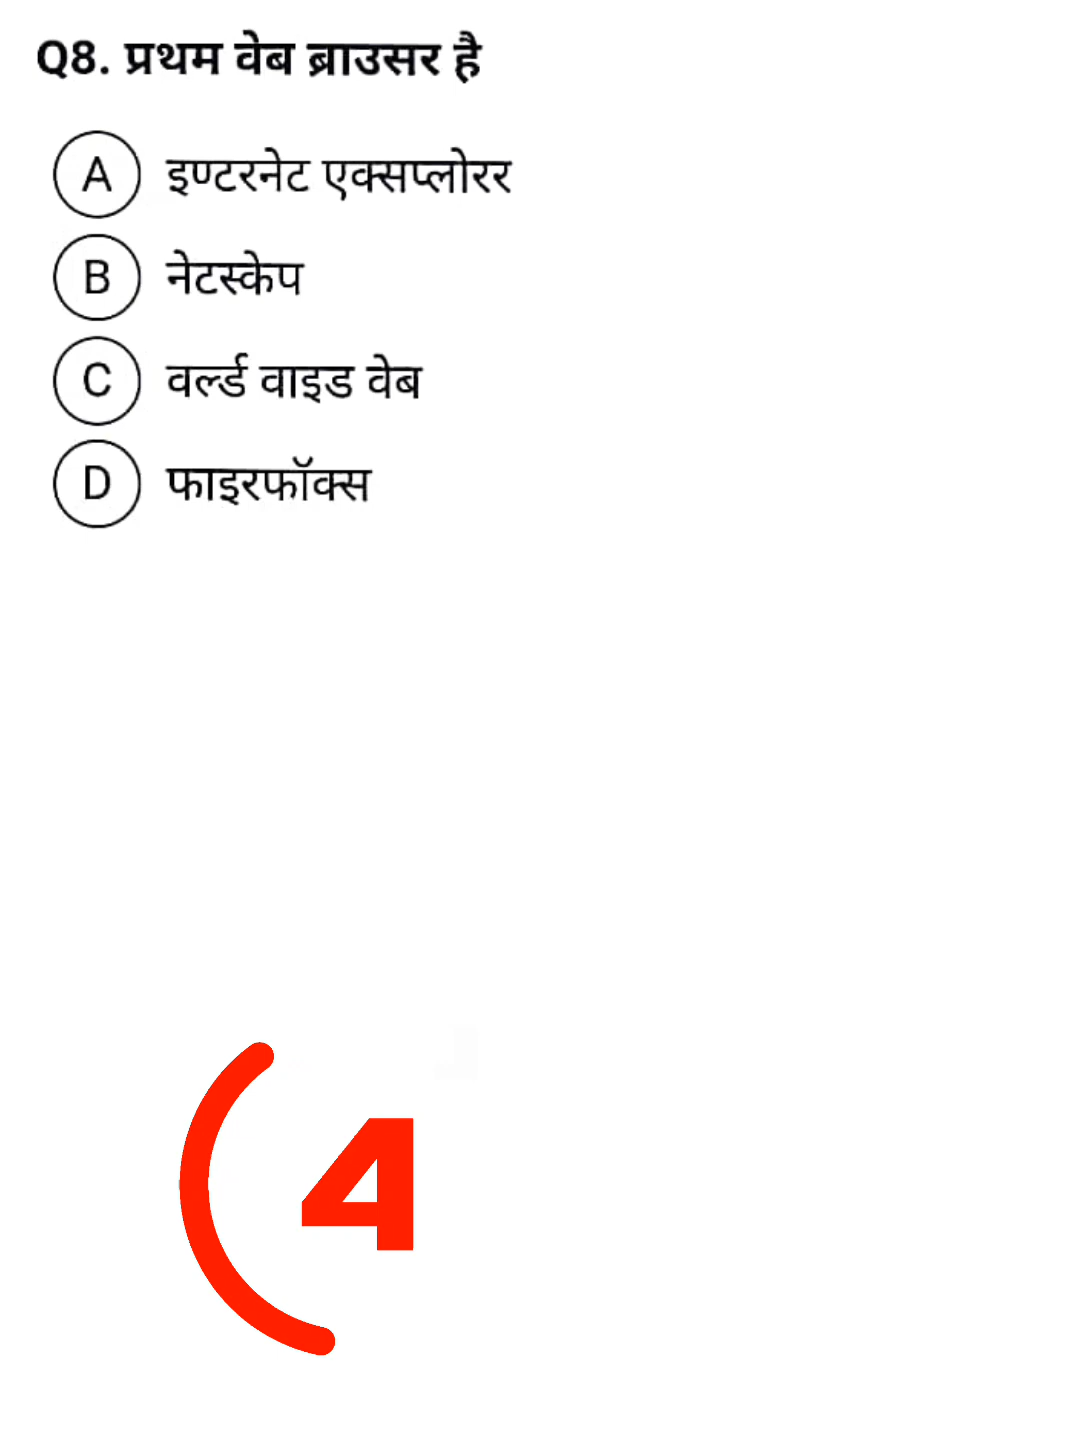 Q8. प्रथम वेब ब्राउसर है
A इण्टरनेट एक्सप्लोरर
B नेटस्केप
C वर्ल्ड वाइड वेब
D फाइरफॉक्स
4